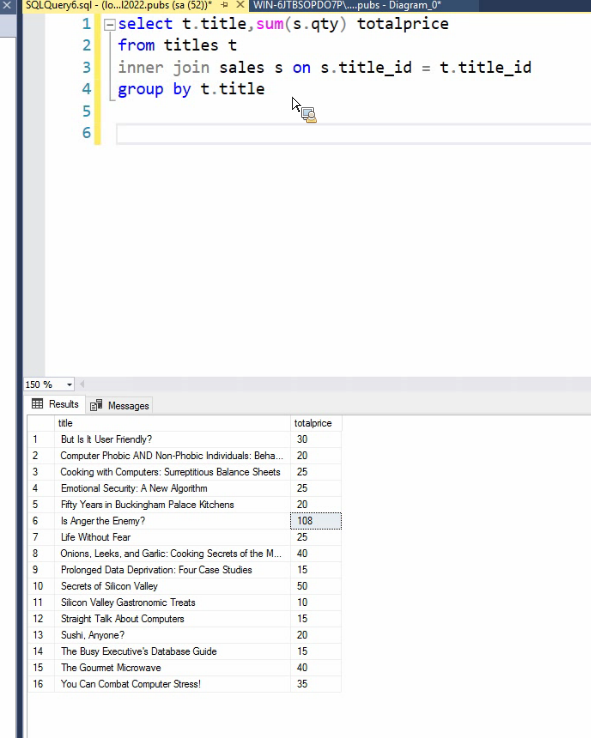 SQLQuery6.sql - (lo...l2022.pubs (sa (52))* WIN-6JTBSOPDO7P\....pubs - Diagram_0*
1 select t.title,sum(s.qty) totalprice
2 from titles t
3 inner join sales s on s.title_id = t.title_id
4 group by t.title
5
6
150 %
Results Messages
title totalprice
1 But Is It User Friendly? 30
2 Computer Phobic AND Non-Phobic Individuals: Beha... 20
3 Cooking with Computers: Surreptitious Balance Sheets 25
4 Emotional Security: A New Algorithm 25
5 Fifty Years in Buckingham Palace Kitchens 20
6 Is Anger the Enemy? 108
7 Life Without Fear 25
8 Onions, Leeks, and Garlic: Cooking Secrets of the M... 40
9 Prolonged Data Deprivation: Four Case Studies 15
10 Secrets of Silicon Valley 50
11 Silicon Valley Gastronomic Treats 10
12 Straight Talk About Computers 15
13 Sushi, Anyone? 20
14 The Busy Executive's Database Guide 15
15 The Gourmet Microwave 40
16 You Can Combat Computer Stress! 35